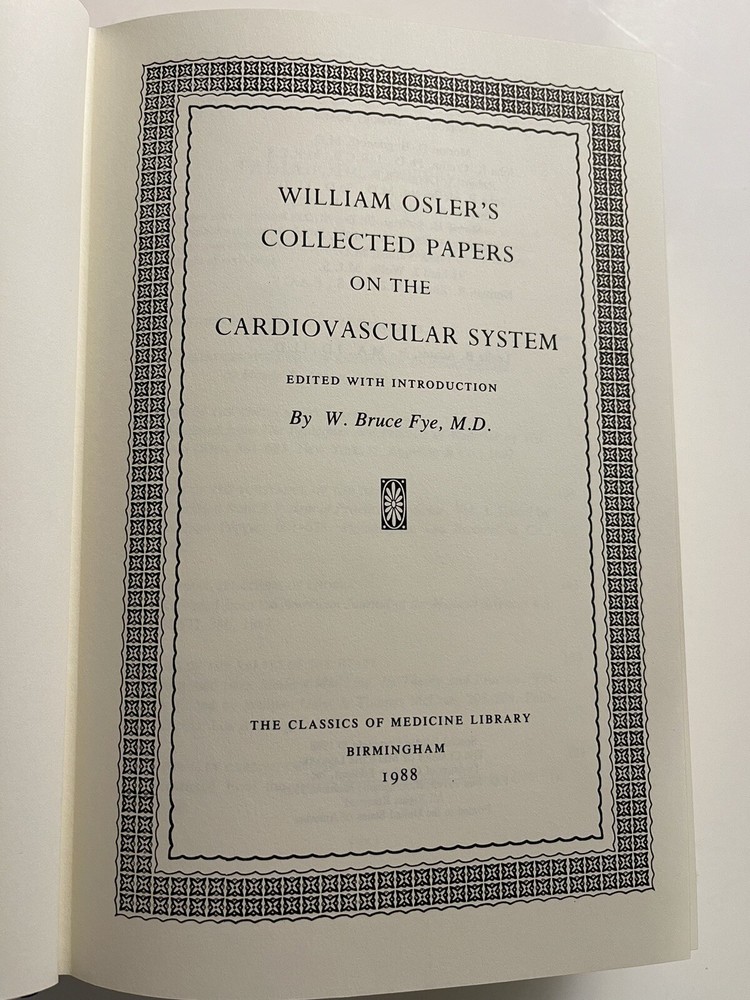 WILLIAM OSLER'S
COLLECTED PAPERS
ON THE
CARDIOVASCULAR SYSTEM
EDITED WITH INTRODUCTION
By W. Bruce Fye, M.D.
THE CLASSICS OF MEDICINE LIBRARY
BIRMINGHAM
1988